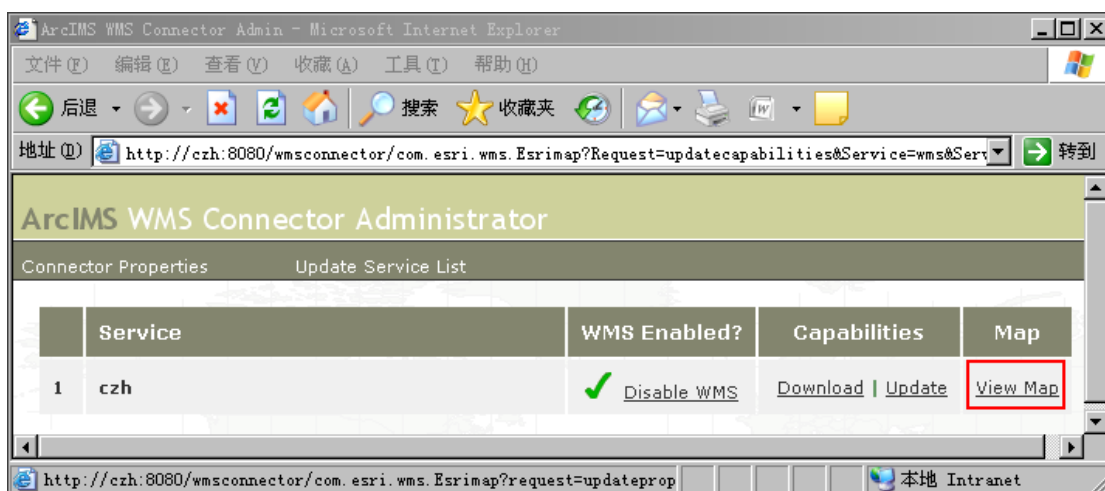 ArcIMS WMS Connector Admin - Microsoft Internet Explorer
文件(F) 编辑(E) 查看(V) 收藏(A) 工具(T) 帮助(H)
后退 搜索 收藏夹
地址(D) http://czh:8080/wmsconnector/com.esri.wms.Esrimap?Request=updatecapabilities&Service=wms&Serv 转到
ArcIMS WMS Connector Administrator
Connector Properties Update Service List
Service WMS Enabled? Capabilities Map
1 czh Disable WMS Download | Update View Map
http://czh:8080/wmsconnector/com.esri.wms.Esrimap?request=updateprop 本地 Intranet